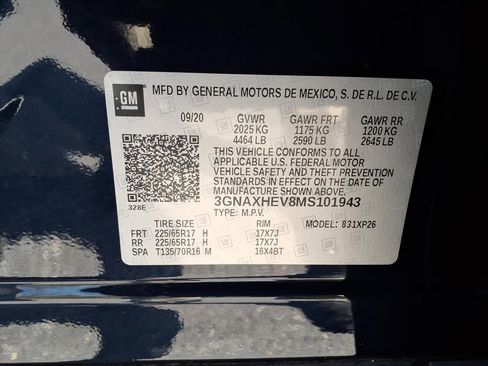 GM
MFD BY GENERAL MOTORS DE MEXICO, S. DE R.L. DE C.V.
09/20 GVWR GAWR FRT GAWR RR
2025 KG 1175 KG 1200 KG
4464 LB 2590 LB 2645 LB
THIS VEHICLE CONFORMS TO ALL
APPLICABLE U.S. FEDERAL MOTOR
VEHICLE SAFETY AND BUMPER
STANDARDS IN EFFECT ON THE DATE
OF MANUFACTURE SHOWN ABOVE.
3GNAXHEV8MS101943
328E TYPE: M.P.V. MODEL: 831XP26
TIRE SIZE RIM
FRT 225/65R17 H 17X7J
RR 225/65R17 H 17X7J
SPA T135/70R16 M 16X4BT